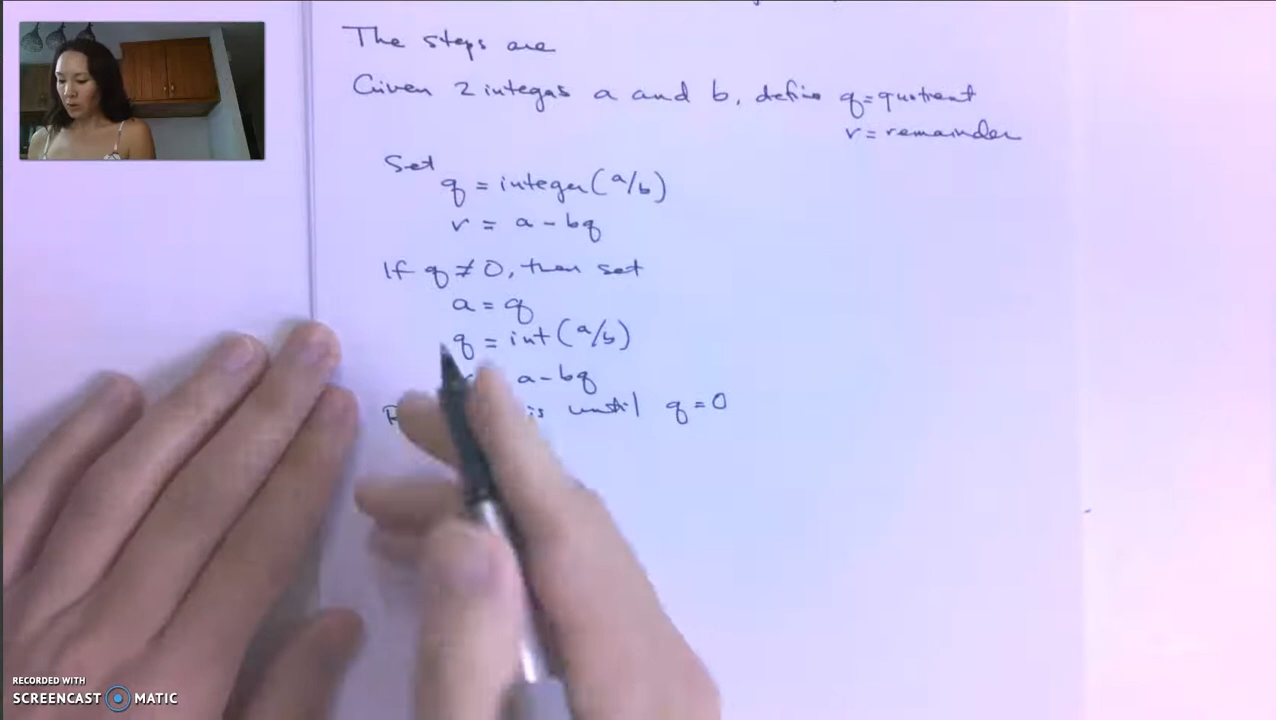 The steps are
Given 2 integers a and b, define q = quotient
r = remainder
Set
q = integer(a/b)
r = a - bq
If q ≠ 0, then set
a = q
q = int(a/b)
a - bq
until q = 0
RECORDED WITH
SCREENCAST MATIC